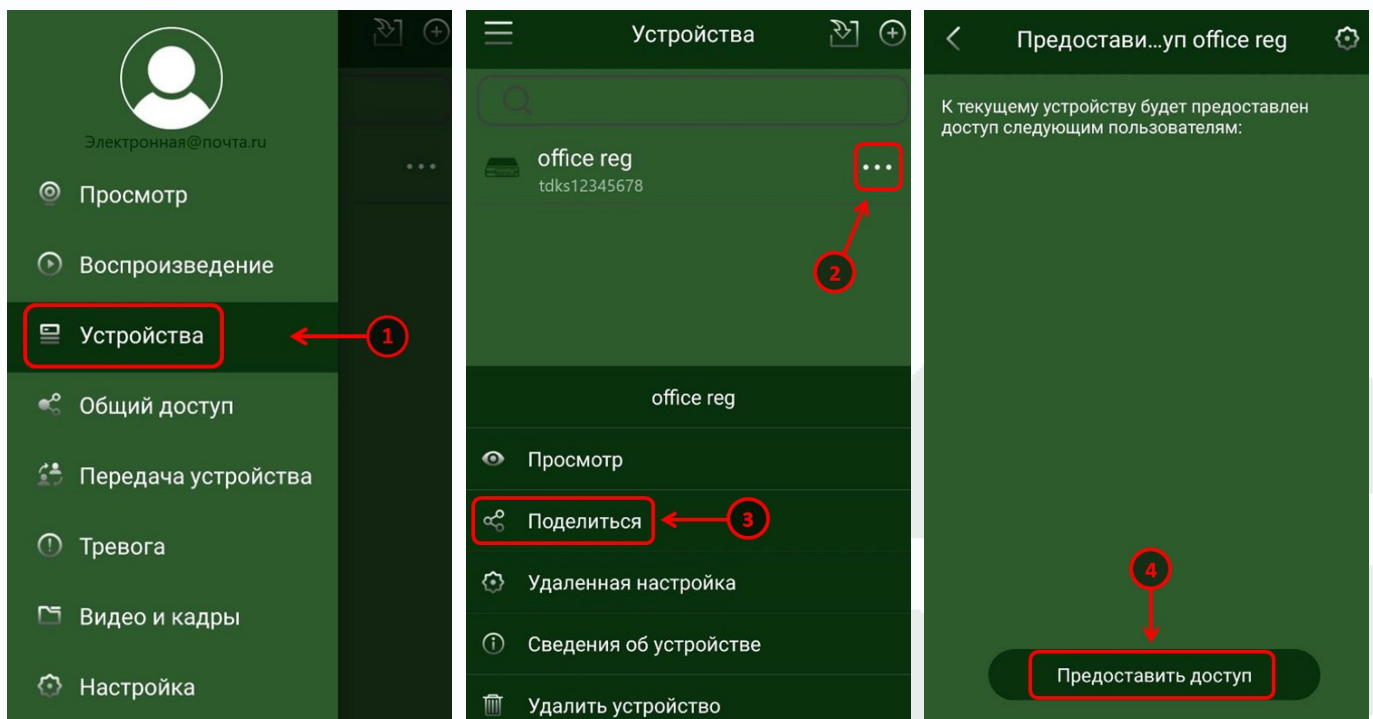 Электронная@почта.ru
Просмотр
Воспроизведение
Устройства
1
Общий доступ
Передача устройства
Тревога
Видео и кадры
Настройка
Устройства
office reg
tdks12345678
2
office reg
Просмотр
Поделиться
3
Удаленная настройка
Сведения об устройстве
Удалить устройство
Предостави...уп office reg
К текущему устройству будет предоставлен
доступ следующим пользователям:
4
Предоставить доступ